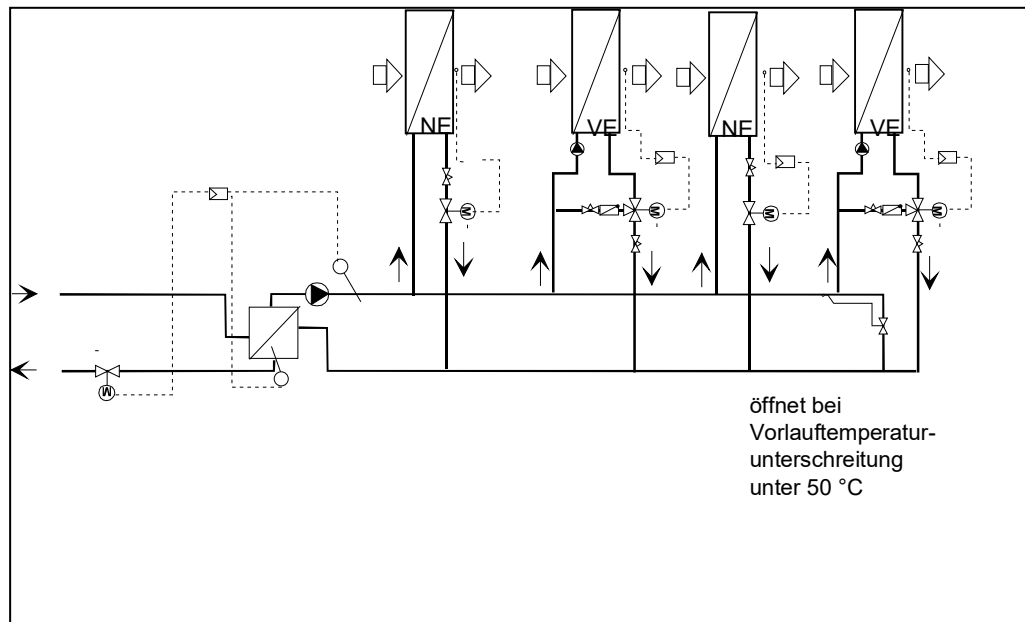 NE
VE
NE
VE
M
M
M
M
M
öffnet bei
Vorlauftemperatur-
unterschreitung
unter 50 °C